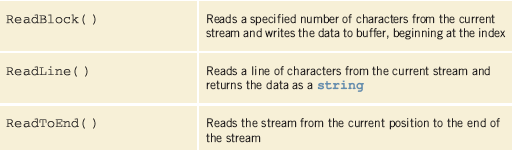 ReadBlock( )
Reads a specified number of characters from the current
stream and writes the data to buffer, beginning at the index
ReadLine( )
Reads a line of characters from the current stream and
returns the data as a string
ReadToEnd( )
Reads the stream from the current position to the end of
the stream